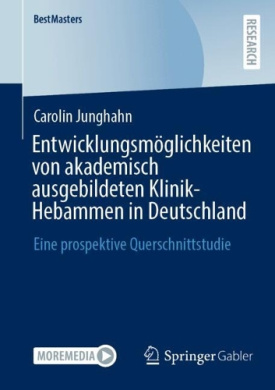 BestMasters
RESEARCH
Carolin Junghahn
Entwicklungsmöglichkeiten
von akademisch
ausgebildeten Klinik-
Hebammen in Deutschland
Eine prospektive Querschnittstudie
MOREMEDIA
Springer Gabler